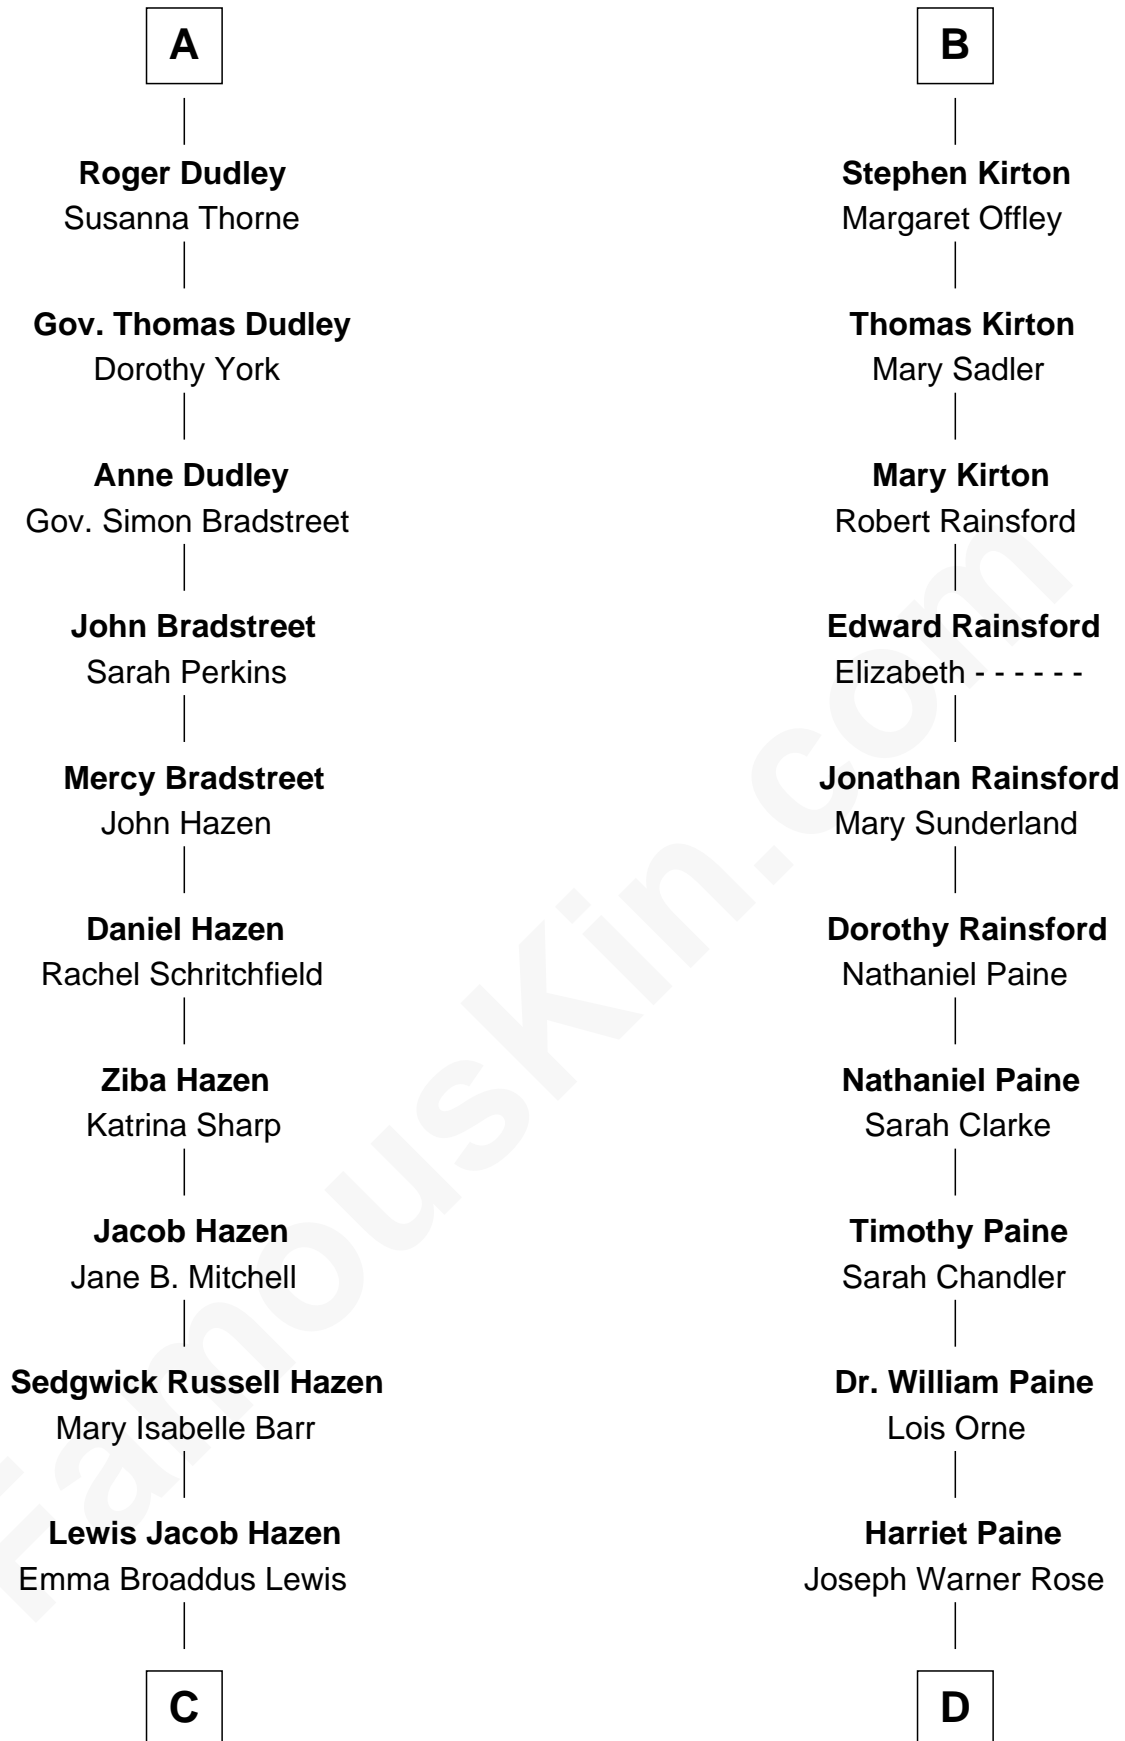 A
Roger Dudley
Susanna Thorne
Gov. Thomas Dudley
Dorothy York
Anne Dudley
Gov. Simon Bradstreet
John Bradstreet
Sarah Perkins
Mercy Bradstreet
John Hazen
Daniel Hazen
Rachel Schritchfield
Ziba Hazen
Katrina Sharp
Jacob Hazen
Jane B. Mitchell
Sedgwick Russell Hazen
Mary Isabelle Barr
Lewis Jacob Hazen
Emma Broaddus Lewis
C
B
Stephen Kirton
Margaret Offley
Thomas Kirton
Mary Sadler
Mary Kirton
Robert Rainsford
Edward Rainsford
Elizabeth - - - - - -
Jonathan Rainsford
Mary Sunderland
Dorothy Rainsford
Nathaniel Paine
Nathaniel Paine
Sarah Clarke
Timothy Paine
Sarah Chandler
Dr. William Paine
Lois Orne
Harriet Paine
Joseph Warner Rose
D
FamousKin.com